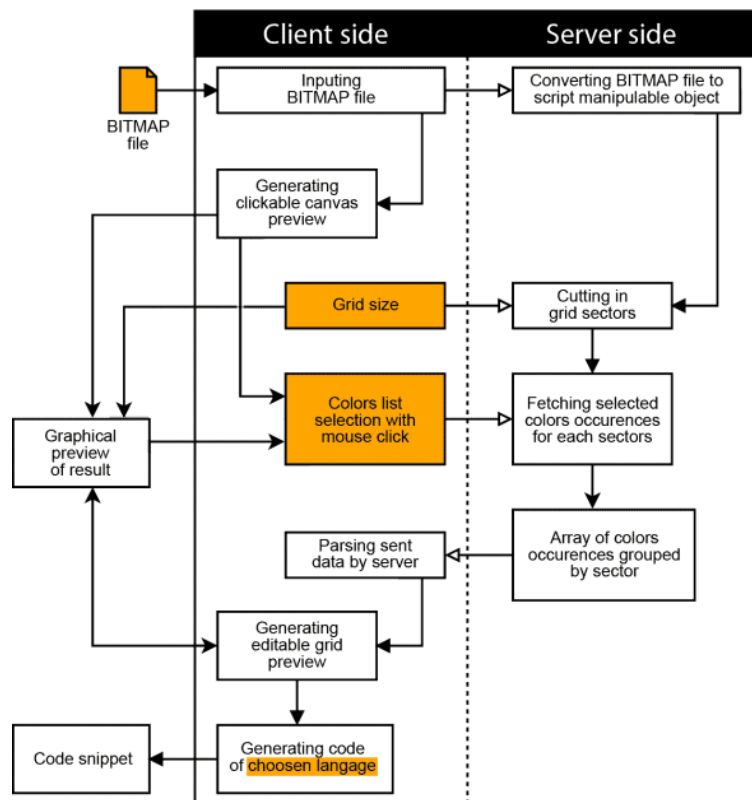 Client side
Server side
BITMAP
file
Inputing
BITMAP file
Converting BITMAP file to
script manipulable object
Generating
clickable canvas
preview
Grid size
Cutting in
grid sectors
Colors list
selection with
mouse click
Fetching selected
colors occurences
for each sectors
Graphical
preview
of result
Parsing sent
data by server
Array of colors
occurences grouped
by sector
Generating
editable grid
preview
Code snippet
Generating code
of choosen langage